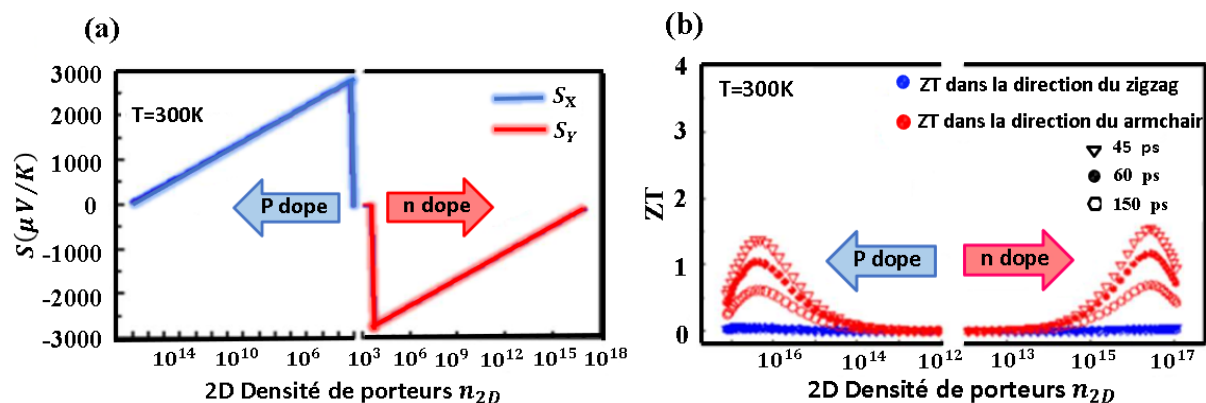 (a)
3000
2000
1000
0
-1000
-2000
-3000
S(μV/K)
T=300K
S_X
S_Y
P dope
n dope
10^14 10^10 10^6 10^3 10^9 10^12 10^15 10^18
2D Densité de porteurs n_2D
(b)
4
3
2
1
0
ZT
T=300K
ZT dans la direction du zigzag
ZT dans la direction du armchair
45 ps
60 ps
150 ps
P dope
n dope
10^16 10^14 10^12 10^13 10^15 10^17
2D Densité de porteurs n_2D